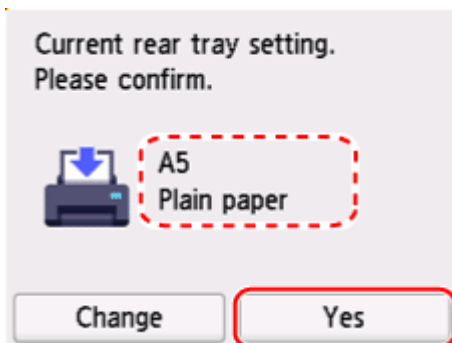 Current rear tray setting.
Please confirm.
A5
Plain paper
Change
Yes